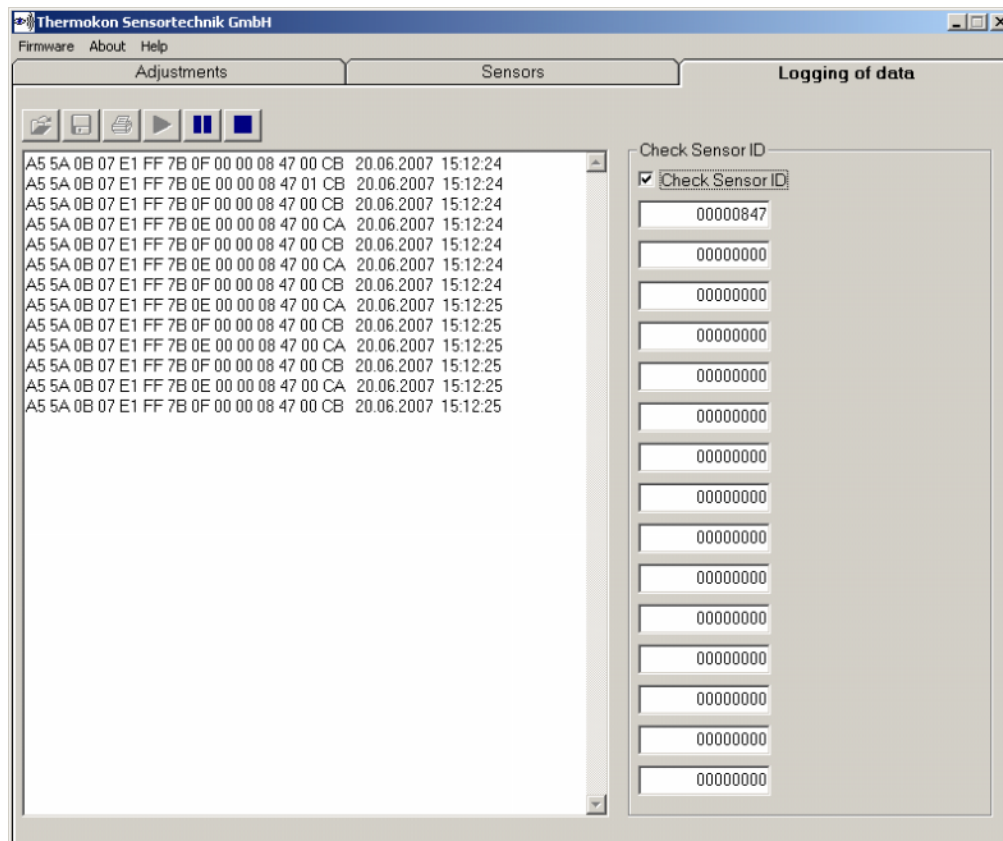 Thermokon Sensortechnik GmbH
Firmware About Help
Adjustments Sensors Logging of data
A5 5A 0B 07 E1 FF 7B 0F 00 00 08 47 00 CB 20.06.2007 15:12:24
A5 5A 0B 07 E1 FF 7B 0E 00 00 08 47 01 CB 20.06.2007 15:12:24
A5 5A 0B 07 E1 FF 7B 0F 00 00 08 47 00 CB 20.06.2007 15:12:24
A5 5A 0B 07 E1 FF 7B 0E 00 00 08 47 00 CA 20.06.2007 15:12:24
A5 5A 0B 07 E1 FF 7B 0F 00 00 08 47 00 CB 20.06.2007 15:12:24
A5 5A 0B 07 E1 FF 7B 0E 00 00 08 47 00 CA 20.06.2007 15:12:24
A5 5A 0B 07 E1 FF 7B 0F 00 00 08 47 00 CB 20.06.2007 15:12:24
A5 5A 0B 07 E1 FF 7B 0E 00 00 08 47 00 CA 20.06.2007 15:12:25
A5 5A 0B 07 E1 FF 7B 0F 00 00 08 47 00 CB 20.06.2007 15:12:25
A5 5A 0B 07 E1 FF 7B 0E 00 00 08 47 00 CA 20.06.2007 15:12:25
A5 5A 0B 07 E1 FF 7B 0F 00 00 08 47 00 CB 20.06.2007 15:12:25
A5 5A 0B 07 E1 FF 7B 0E 00 00 08 47 00 CA 20.06.2007 15:12:25
A5 5A 0B 07 E1 FF 7B 0F 00 00 08 47 00 CB 20.06.2007 15:12:25
Check Sensor ID
Check Sensor ID
00000847
00000000
00000000
00000000
00000000
00000000
00000000
00000000
00000000
00000000
00000000
00000000
00000000
00000000
00000000